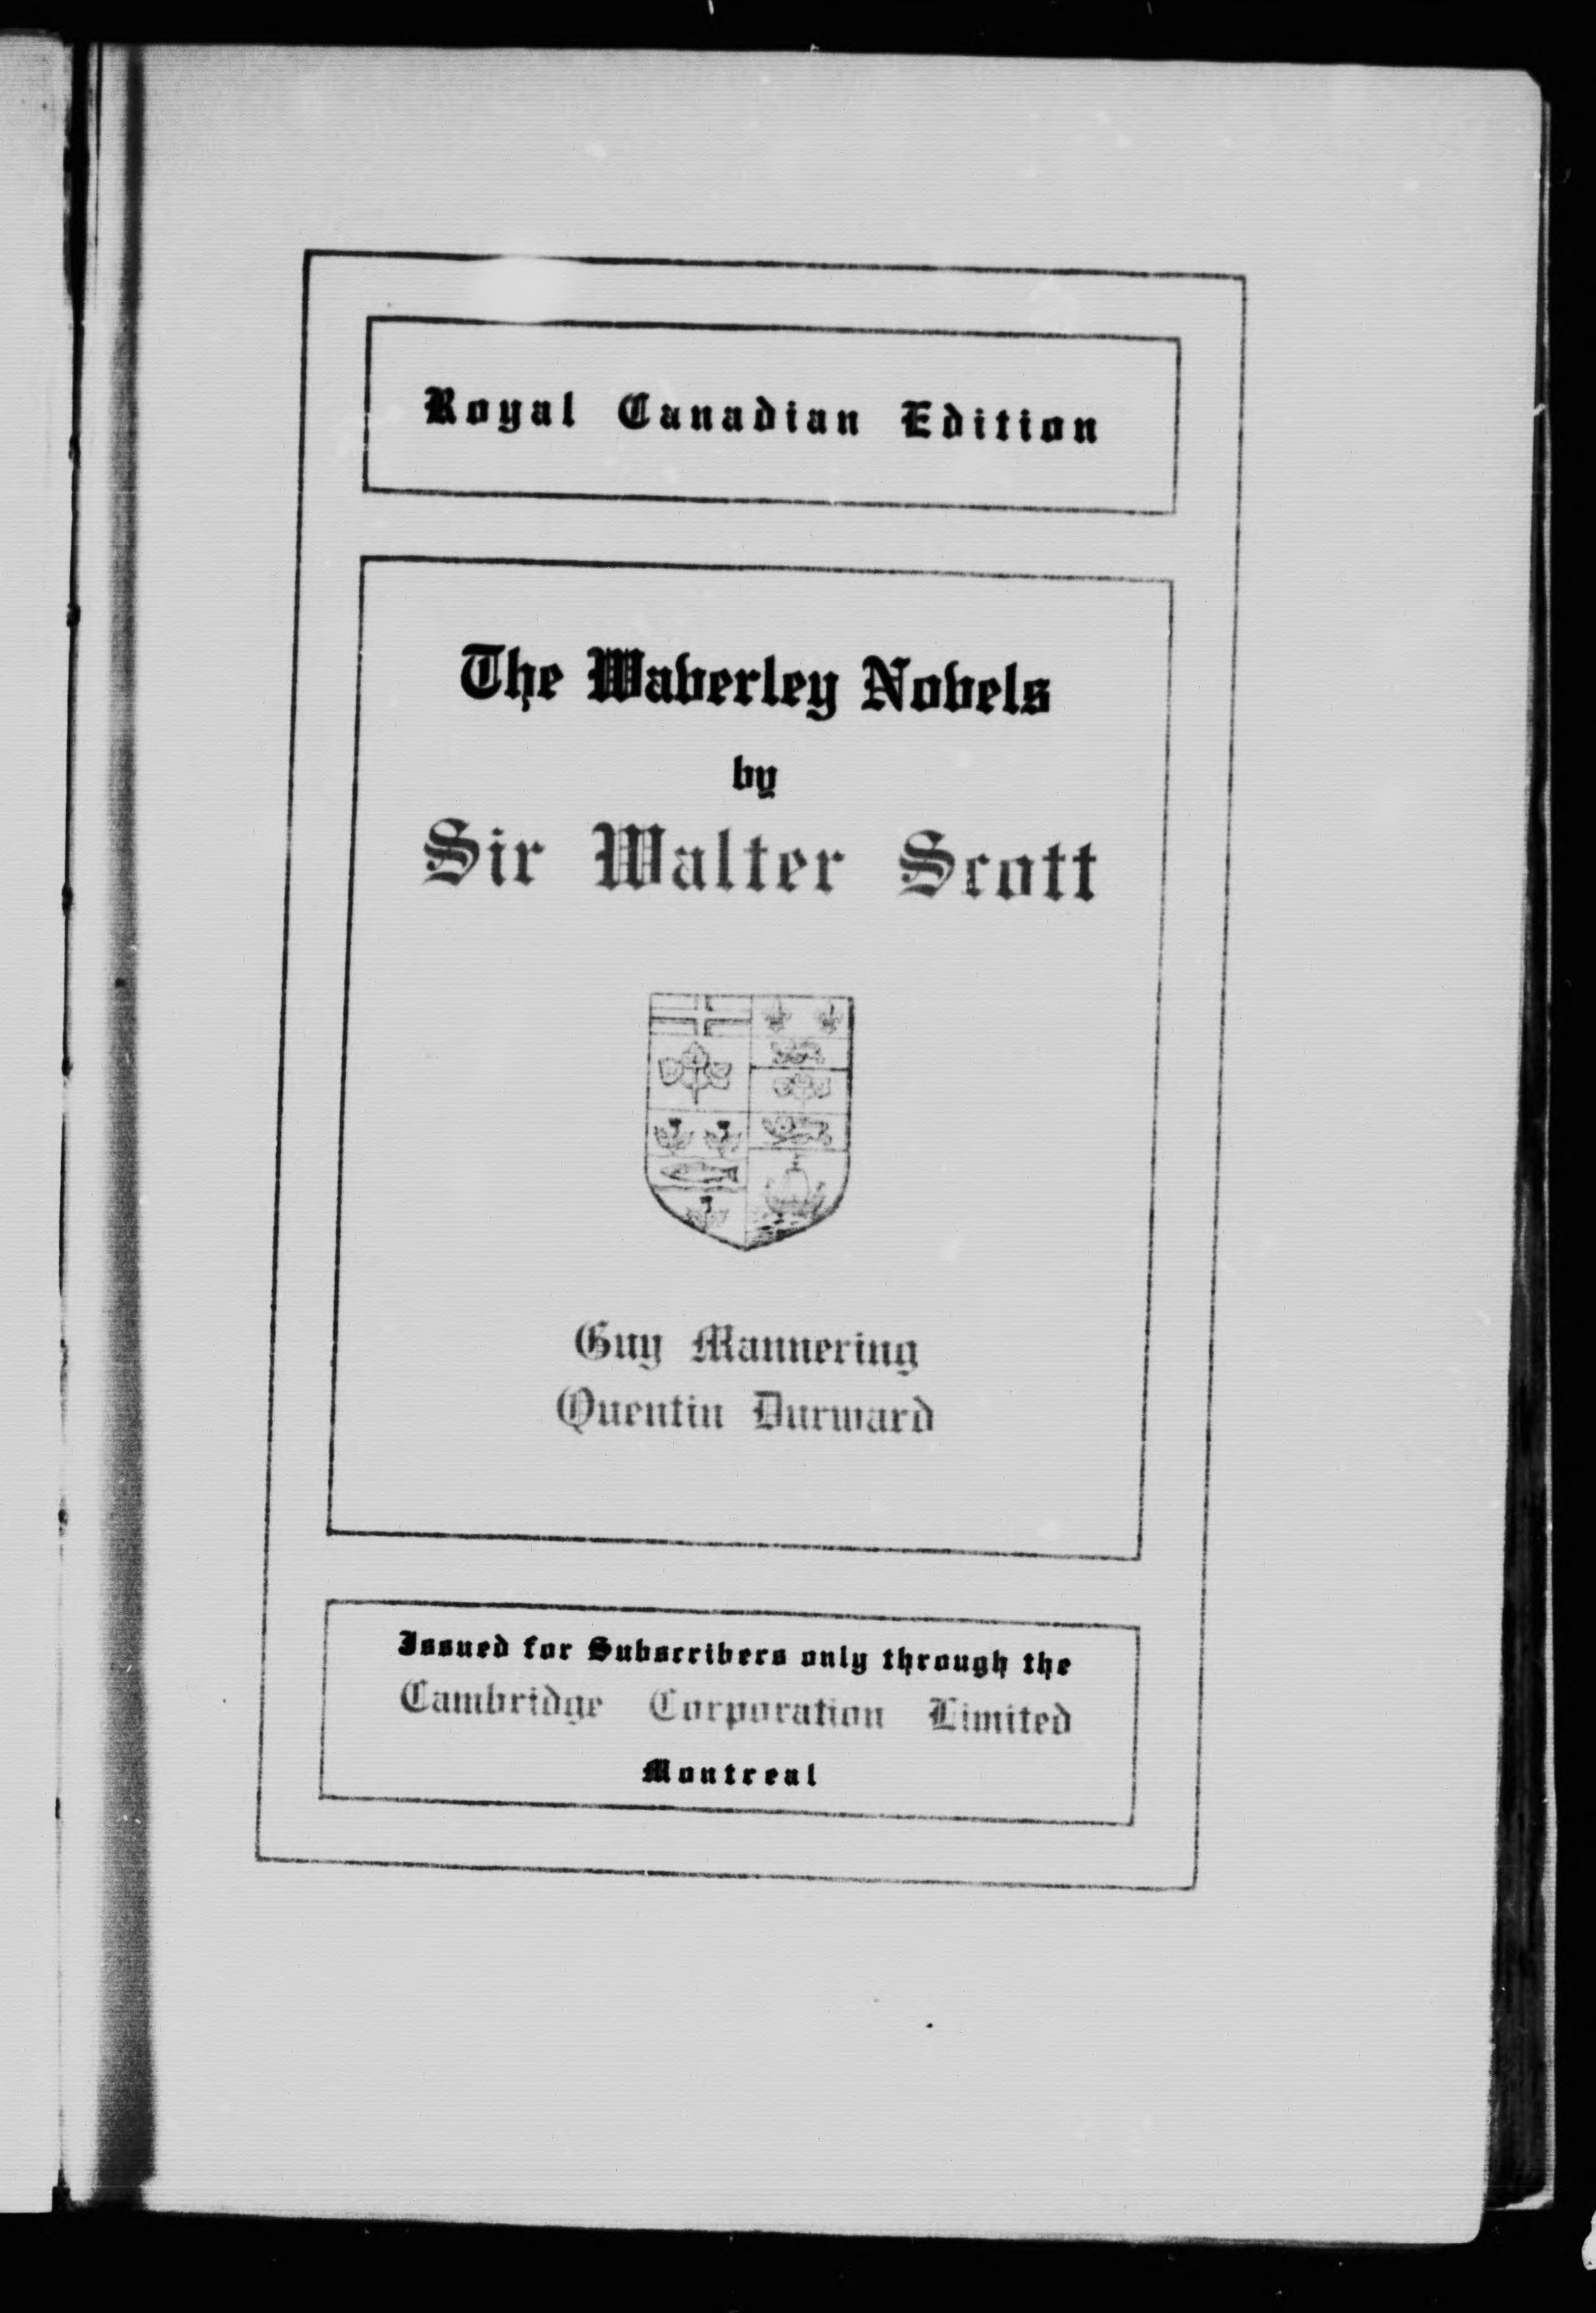 Royal Canadian Edition
The Waverley Novels
by
Sir Walter Scott
Guy Mannering
Quentin Durward
Issued for Subscribers only through the
Cambridge Corporation Limited
Montreal